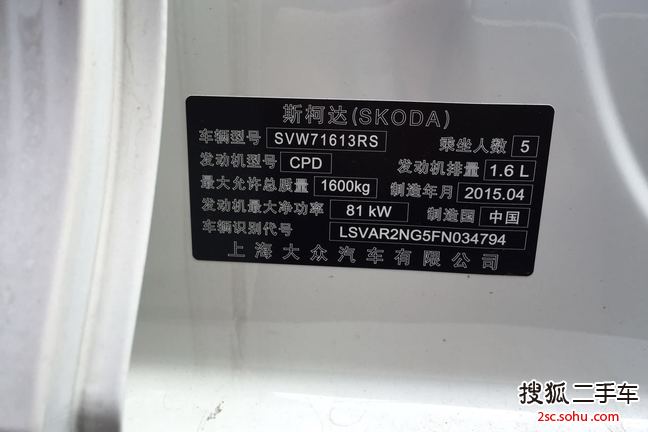 斯柯达(SKODA)
车辆型号 SVW71613RS 乘坐人数 5
发动机型号 CPD 发动机排量 1.6 L
最大允许总质量 1600kg 制造年月 2015.04
发动机最大净功率 81 kW 制造国 中国
车辆识别代号 LSVAR2NG5FN034794
上海大众汽车有限公司
搜狐 二手车
2sc.sohu.com